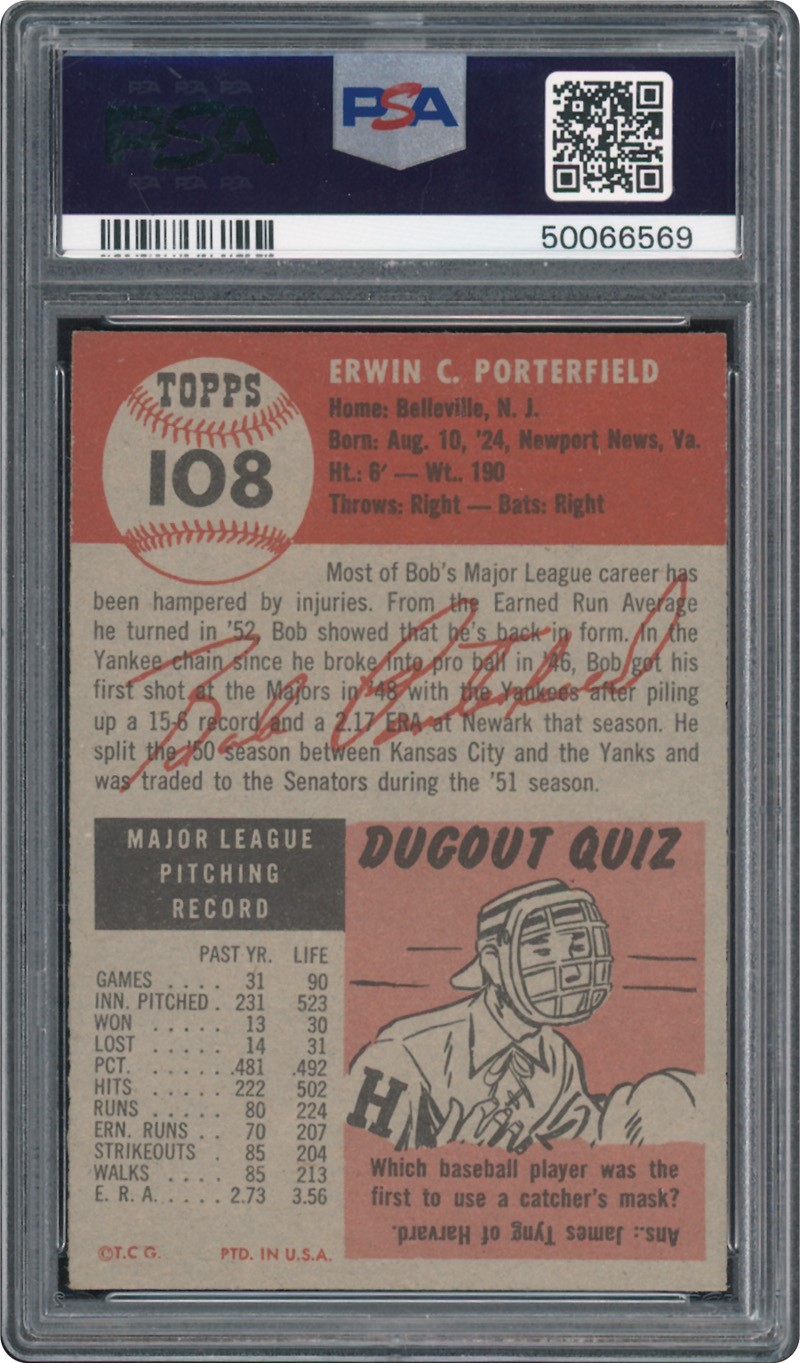 PSA PSA PSA
PSA
PSA PSA PSA
PSA
50066569
TOPPS
108
ERWIN C. PORTERFIELD
Home: Belleville, N. J.
Born: Aug. 10, '24, Newport News, Va.
Ht.: 6' — Wt.. 190
Throws: Right — Bats: Right
Most of Bob's Major League career has
been hampered by injuries. From the Earned Run Average
he turned in '52, Bob showed that he's back in form. In the
Yankee chain since he broke into pro ball in '46, Bob got his
first shot at the Majors in '48 with the Yankees after piling
up a 15-6 record and a 2.17 ERA at Newark that season. He
split the '50 season between Kansas City and the Yanks and
was traded to the Senators during the '51 season.
Bob Porterfield
MAJOR LEAGUE
PITCHING
RECORD
PAST YR. LIFE
GAMES .... 31 90
INN. PITCHED . 231 523
WON ..... 13 30
LOST ..... 14 31
PCT. ..... .481 .492
HITS ..... 222 502
RUNS .... 80 224
ERN. RUNS .. 70 207
STRIKEOUTS . 85 204
WALKS .... 85 213
E. R. A. .... 2.73 3.56
©T.C G. PTD. IN U.S.A.
DUGOUT QUIZ
H
Which baseball player was the
first to use a catcher's mask?
Ans.: James Tyng of Harvard.